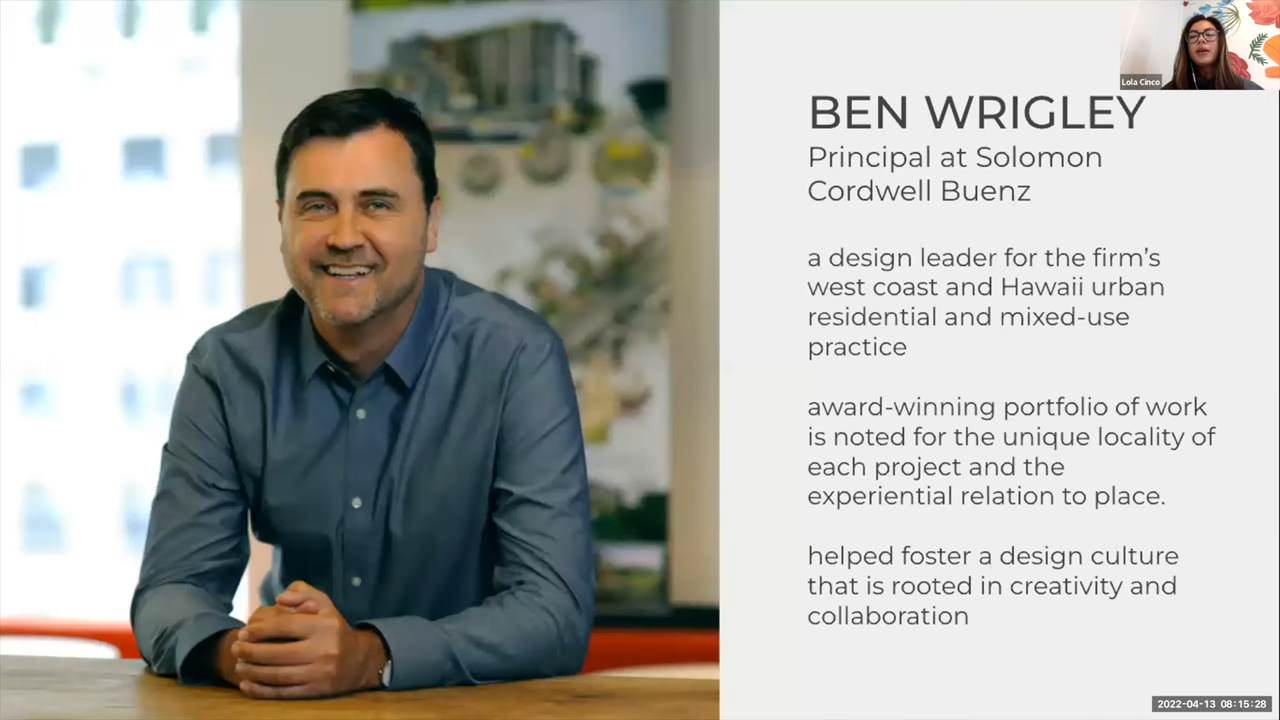 Lola Cinco
BEN WRIGLEY
Principal at Solomon
Cordwell Buenz
a design leader for the firm’s
west coast and Hawaii urban
residential and mixed-use
practice
award-winning portfolio of work
is noted for the unique locality of
each project and the
experiential relation to place.
helped foster a design culture
that is rooted in creativity and
collaboration
2022-04-13 08:15:28